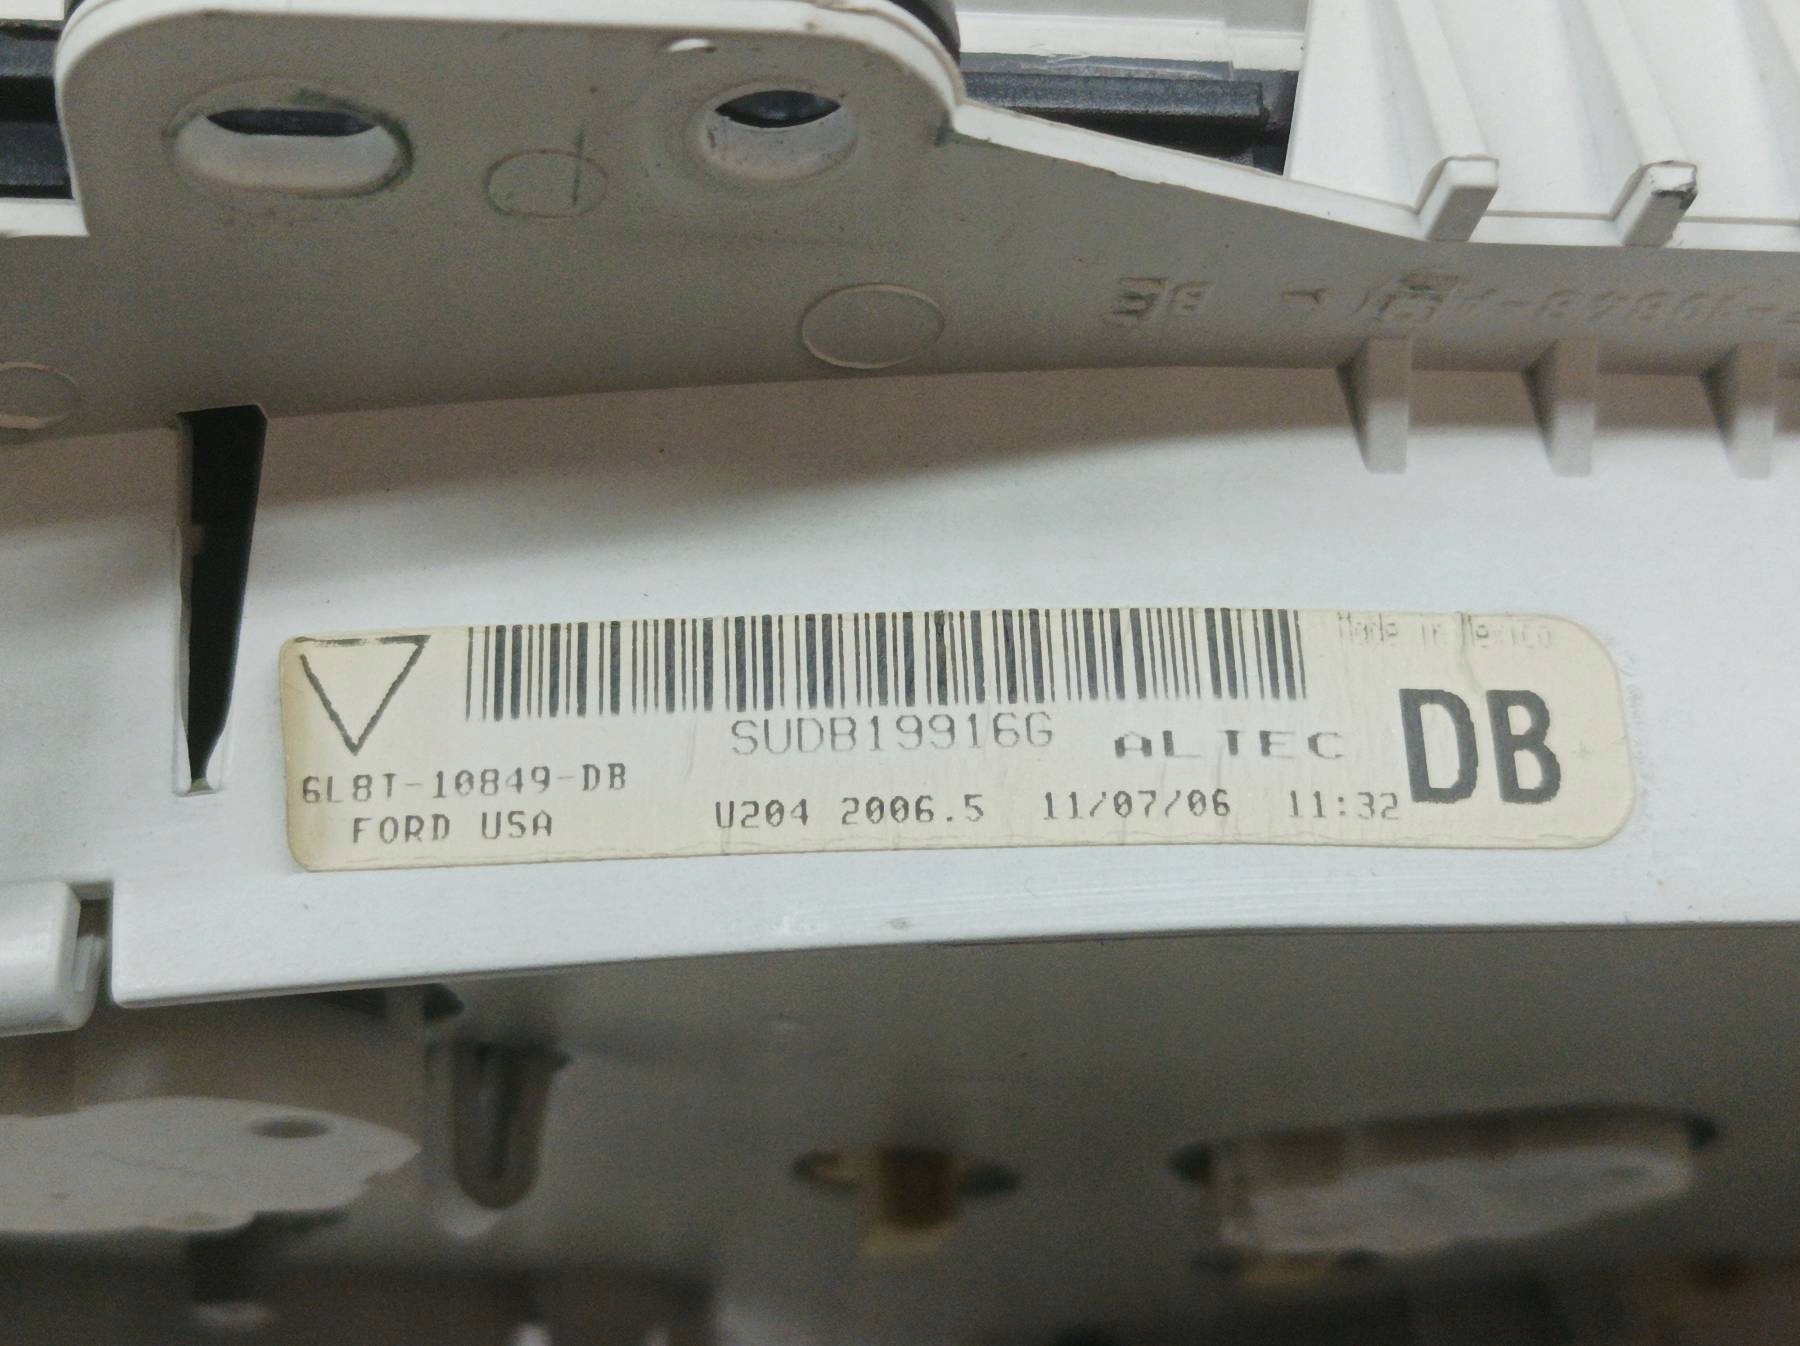 Made in Mexico
SUDB19916G
ALTEC
DB
6L8T-10849-DB
FORD USA
U204 2006.5 11/07/06 11:32